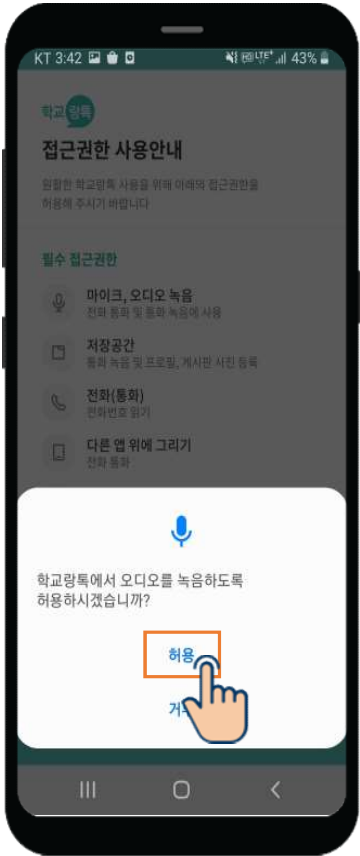 KT 3:42 LTE+ 43%
학교랑톡
접근권한 사용안내
원활한 학교랑톡 사용을 위해 아래의 접근권한을
허용해 주시기 바랍니다
필수 접근권한
마이크, 오디오 녹음
전화 통화 및 통화 녹음에 사용
저장공간
통화 녹음 및 프로필, 게시판 사진 등록
전화(통화)
전화번호 읽기
다른 앱 위에 그리기
전화 통화
학교랑톡에서 오디오를 녹음하도록
허용하시겠습니까?
허용